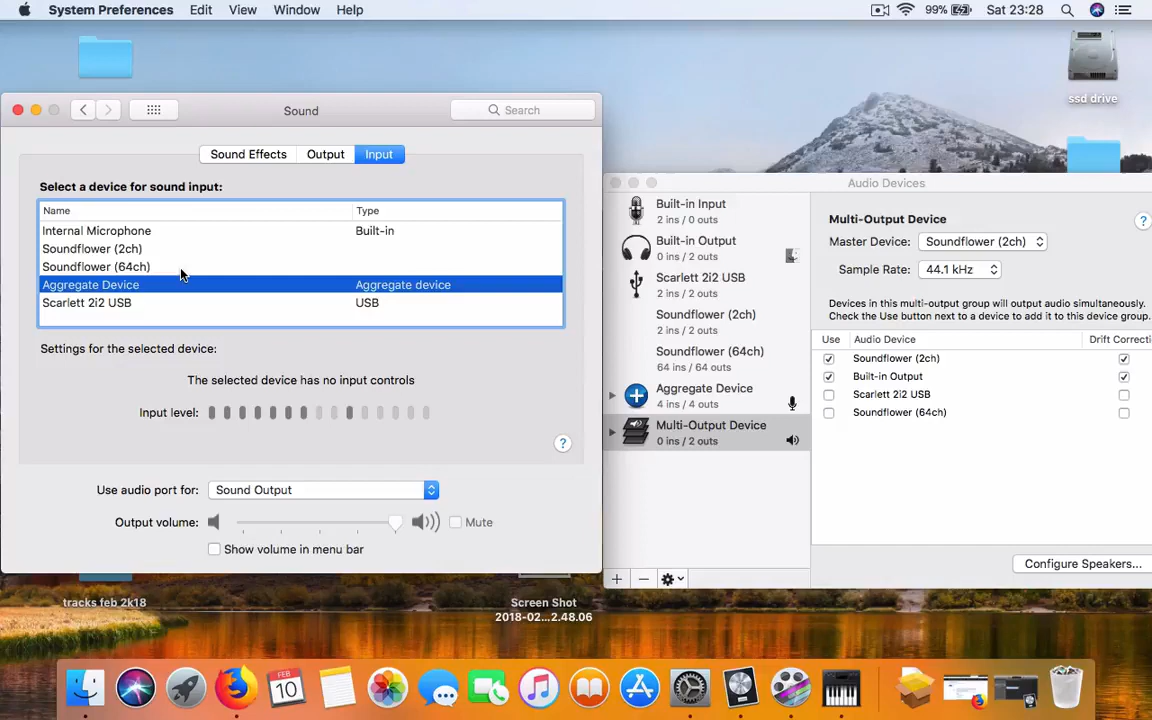 System Preferences Edit View Window Help 99% Sat 23:28
ssd drive
Sound
Search
Sound Effects Output Input
Select a device for sound input:
Name Type
Internal Microphone Built-in
Soundflower (2ch)
Soundflower (64ch)
Aggregate Device Aggregate device
Scarlett 2i2 USB USB
Settings for the selected device:
The selected device has no input controls
Input level:
?
Use audio port for: Sound Output
Output volume: Mute
Show volume in menu bar
Audio Devices
Built-in Input
2 ins / 0 outs
Built-in Output
0 ins / 2 outs
Scarlett 2i2 USB
2 ins / 2 outs
Soundflower (2ch)
2 ins / 2 outs
Soundflower (64ch)
64 ins / 64 outs
Aggregate Device
4 ins / 4 outs
Multi-Output Device
0 ins / 2 outs
Multi-Output Device
?
Master Device: Soundflower (2ch)
Sample Rate: 44.1 kHz
Devices in this multi-output group will output audio simultaneously.
Check the Use button next to a device to add it to this device group.
Use Audio Device Drift Correcti
Soundflower (2ch)
Built-in Output
Scarlett 2i2 USB
Soundflower (64ch)
Configure Speakers...
tracks feb 2k18
Screen Shot
2018-02...2.48.06
FEB
10